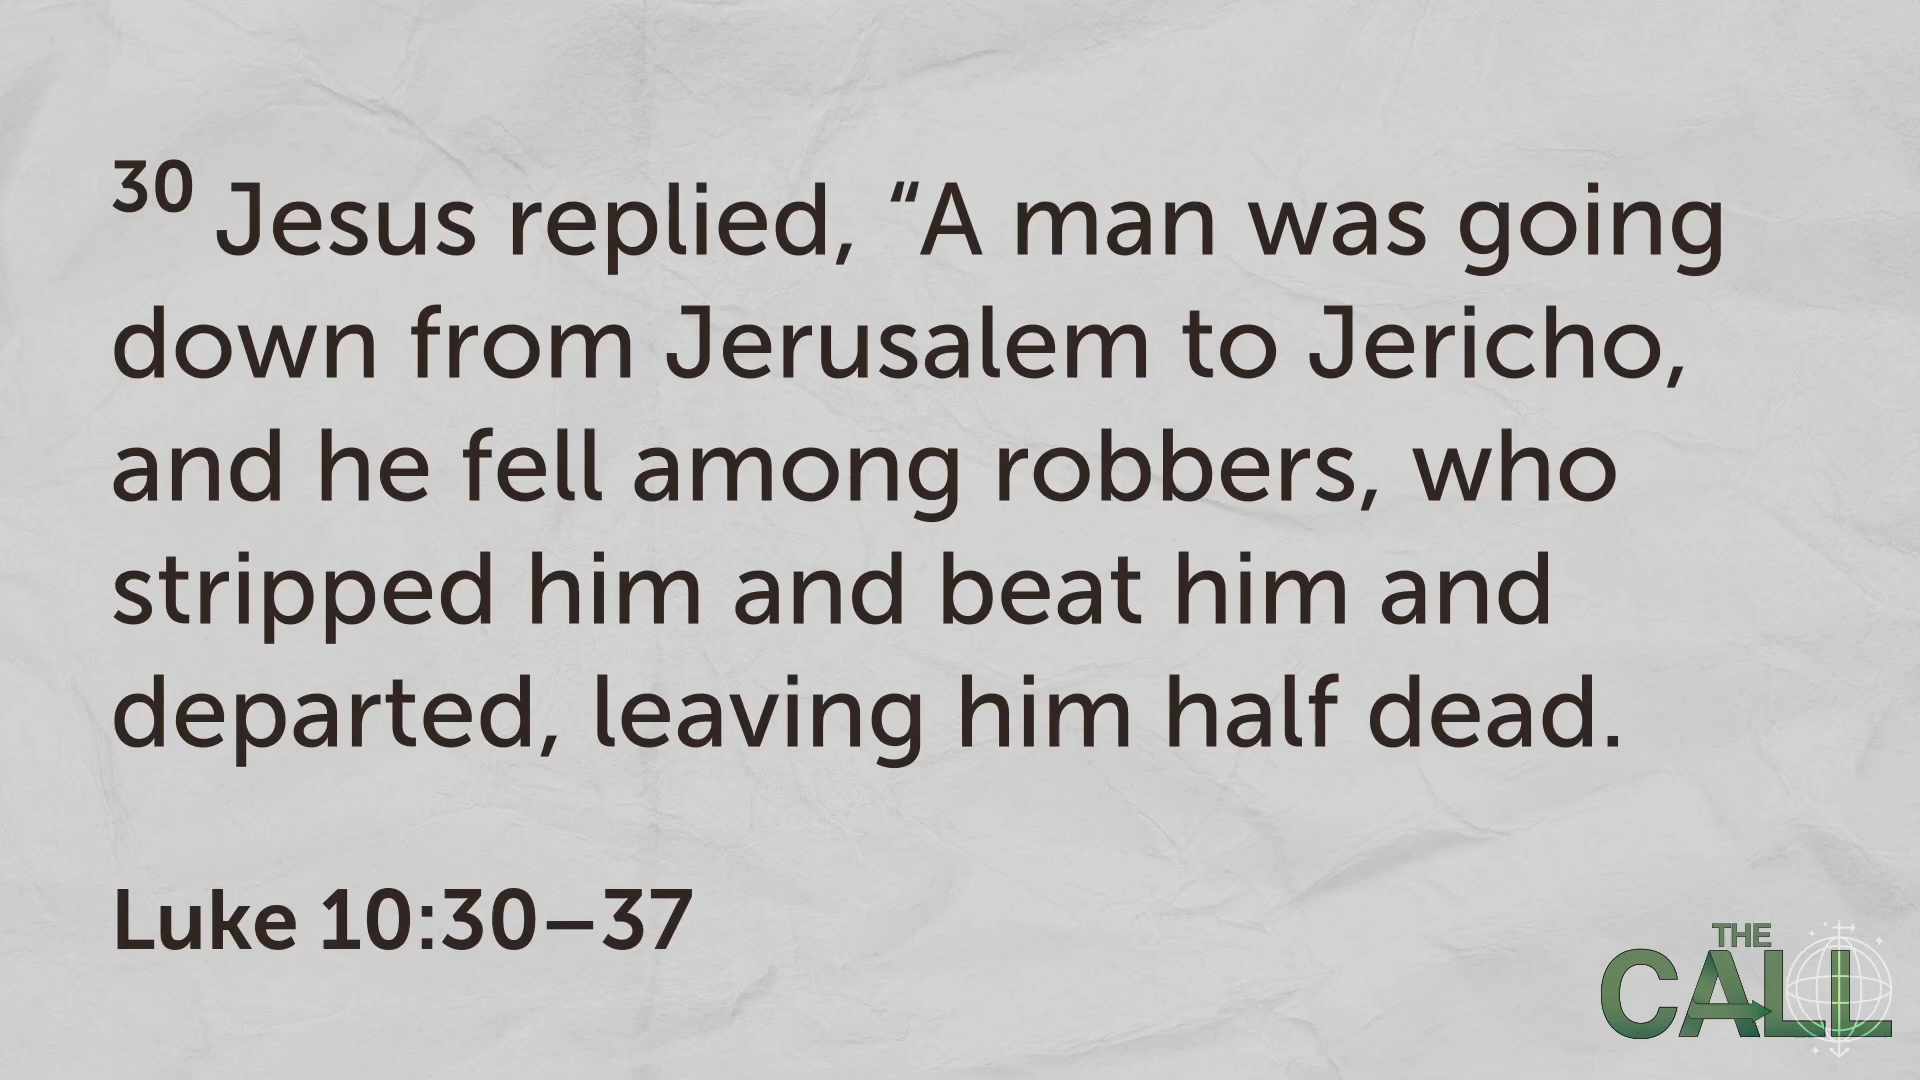 30 Jesus replied, “A man was going
down from Jerusalem to Jericho,
and he fell among robbers, who
stripped him and beat him and
departed, leaving him half dead.
Luke 10:30–37
THE
CALL